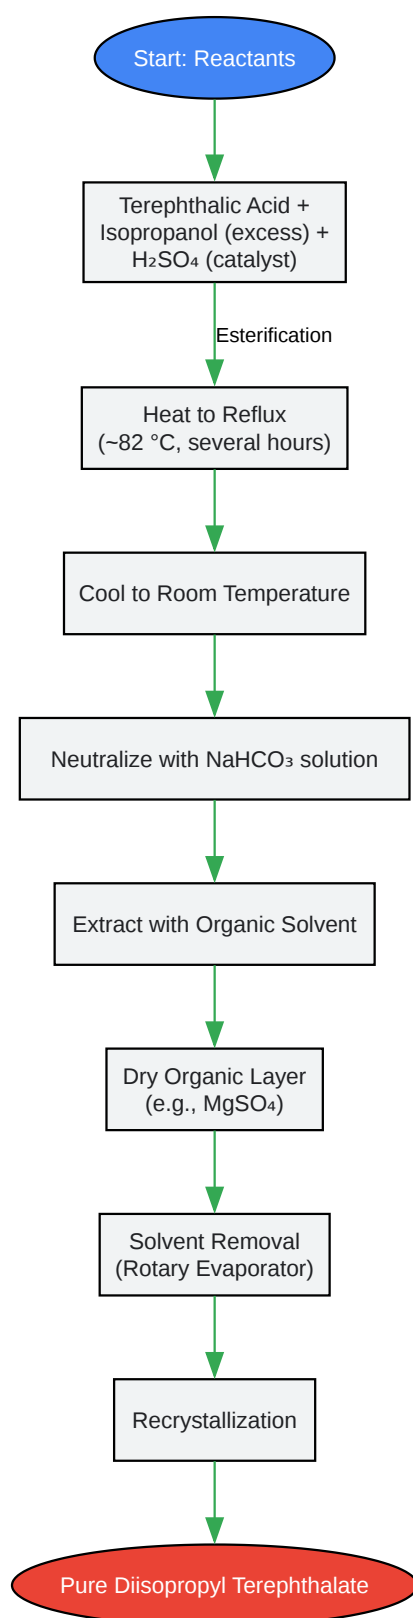 Start: Reactants
Terephthalic Acid +
Isopropanol (excess) +
H₂SO₄ (catalyst)
Esterification
Heat to Reflux
(~82 °C, several hours)
Cool to Room Temperature
Neutralize with NaHCO₃ solution
Extract with Organic Solvent
Dry Organic Layer
(e.g., MgSO₄)
Solvent Removal
(Rotary Evaporator)
Recrystallization
Pure Diisopropyl Terephthalate